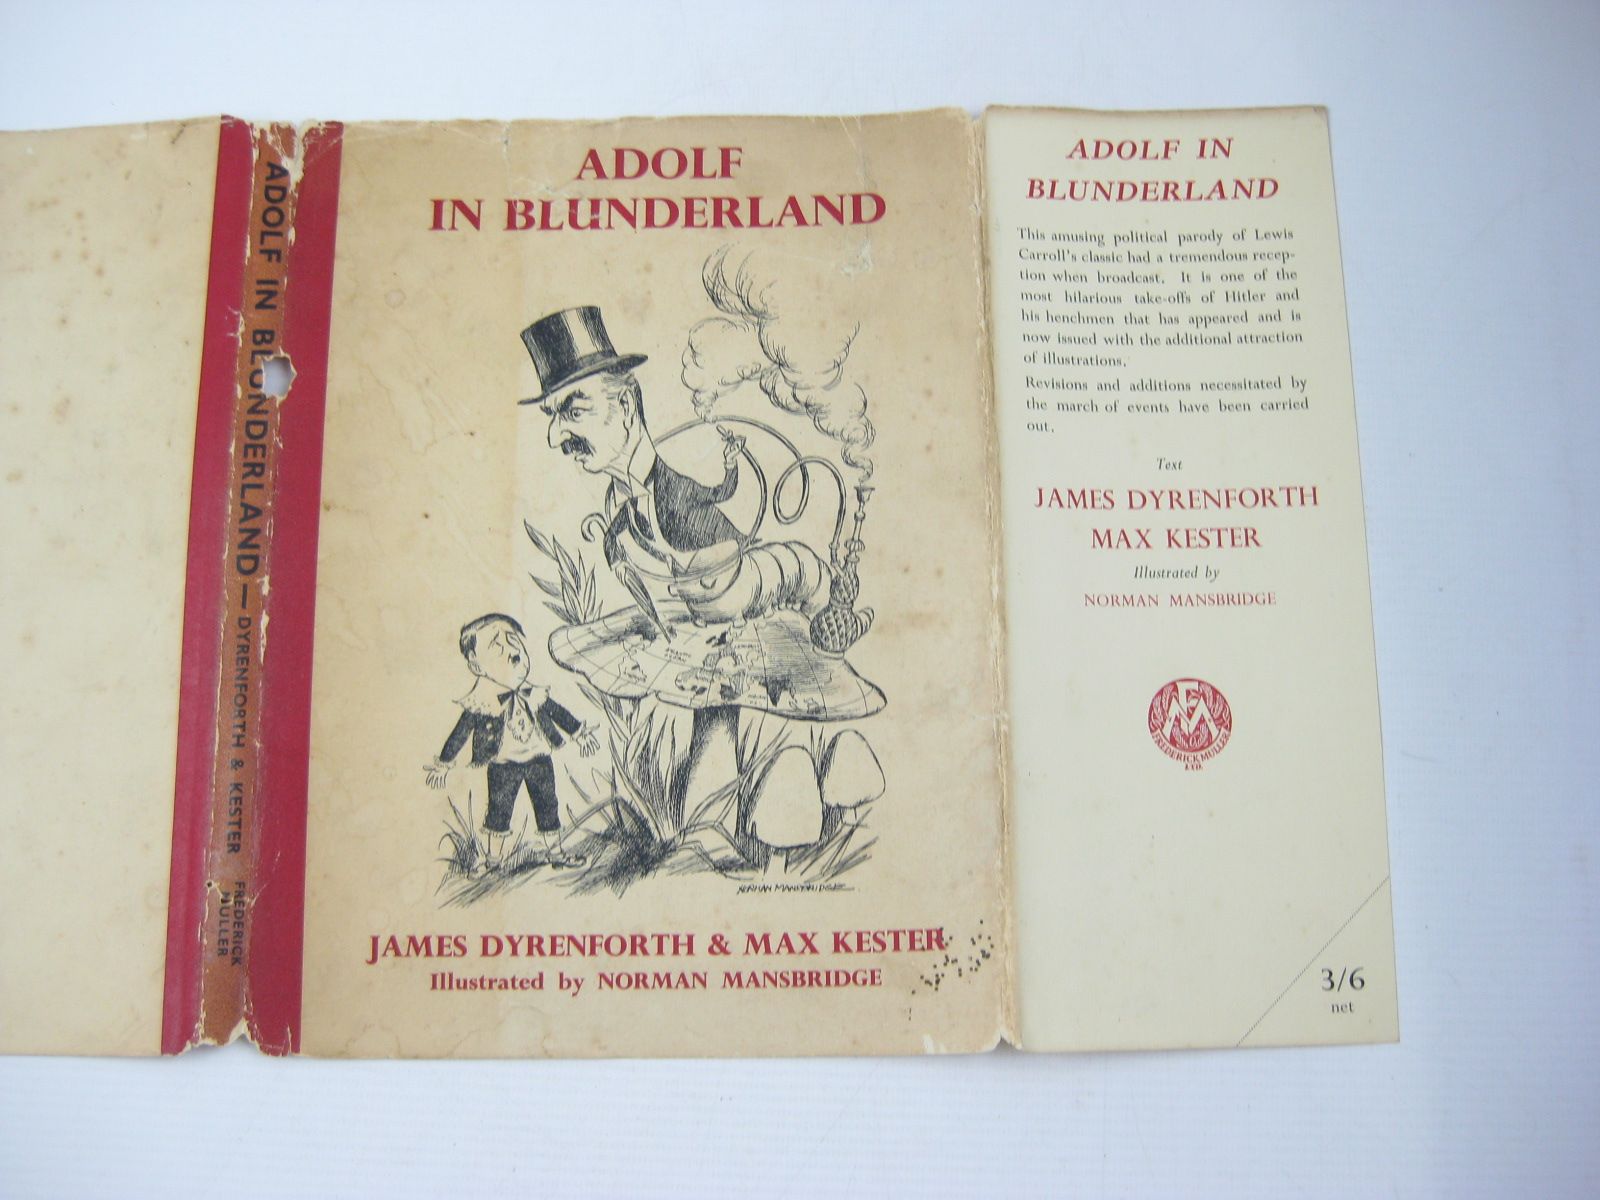 ADOLF IN BLUNDERLAND — DYRENFORTH & KESTER FREDERICK
MULLER
ADOLF
IN BLUNDERLAND
NORMAN MANSBRIDGE
JAMES DYRENFORTH & MAX KESTER
Illustrated by NORMAN MANSBRIDGE
ADOLF IN
BLUNDERLAND
This amusing political parody of Lewis
Carroll's classic had a tremendous recep-
tion when broadcast. It is one of the
most hilarious take-offs of Hitler and
his henchmen that has appeared and is
now issued with the additional attraction
of illustrations.
Revisions and additions necessitated by
the march of events have been carried
out.
Text
JAMES DYRENFORTH
MAX KESTER
Illustrated by
NORMAN MANSBRIDGE
FM
FREDERICK MULLER
LTD.
3/6
net